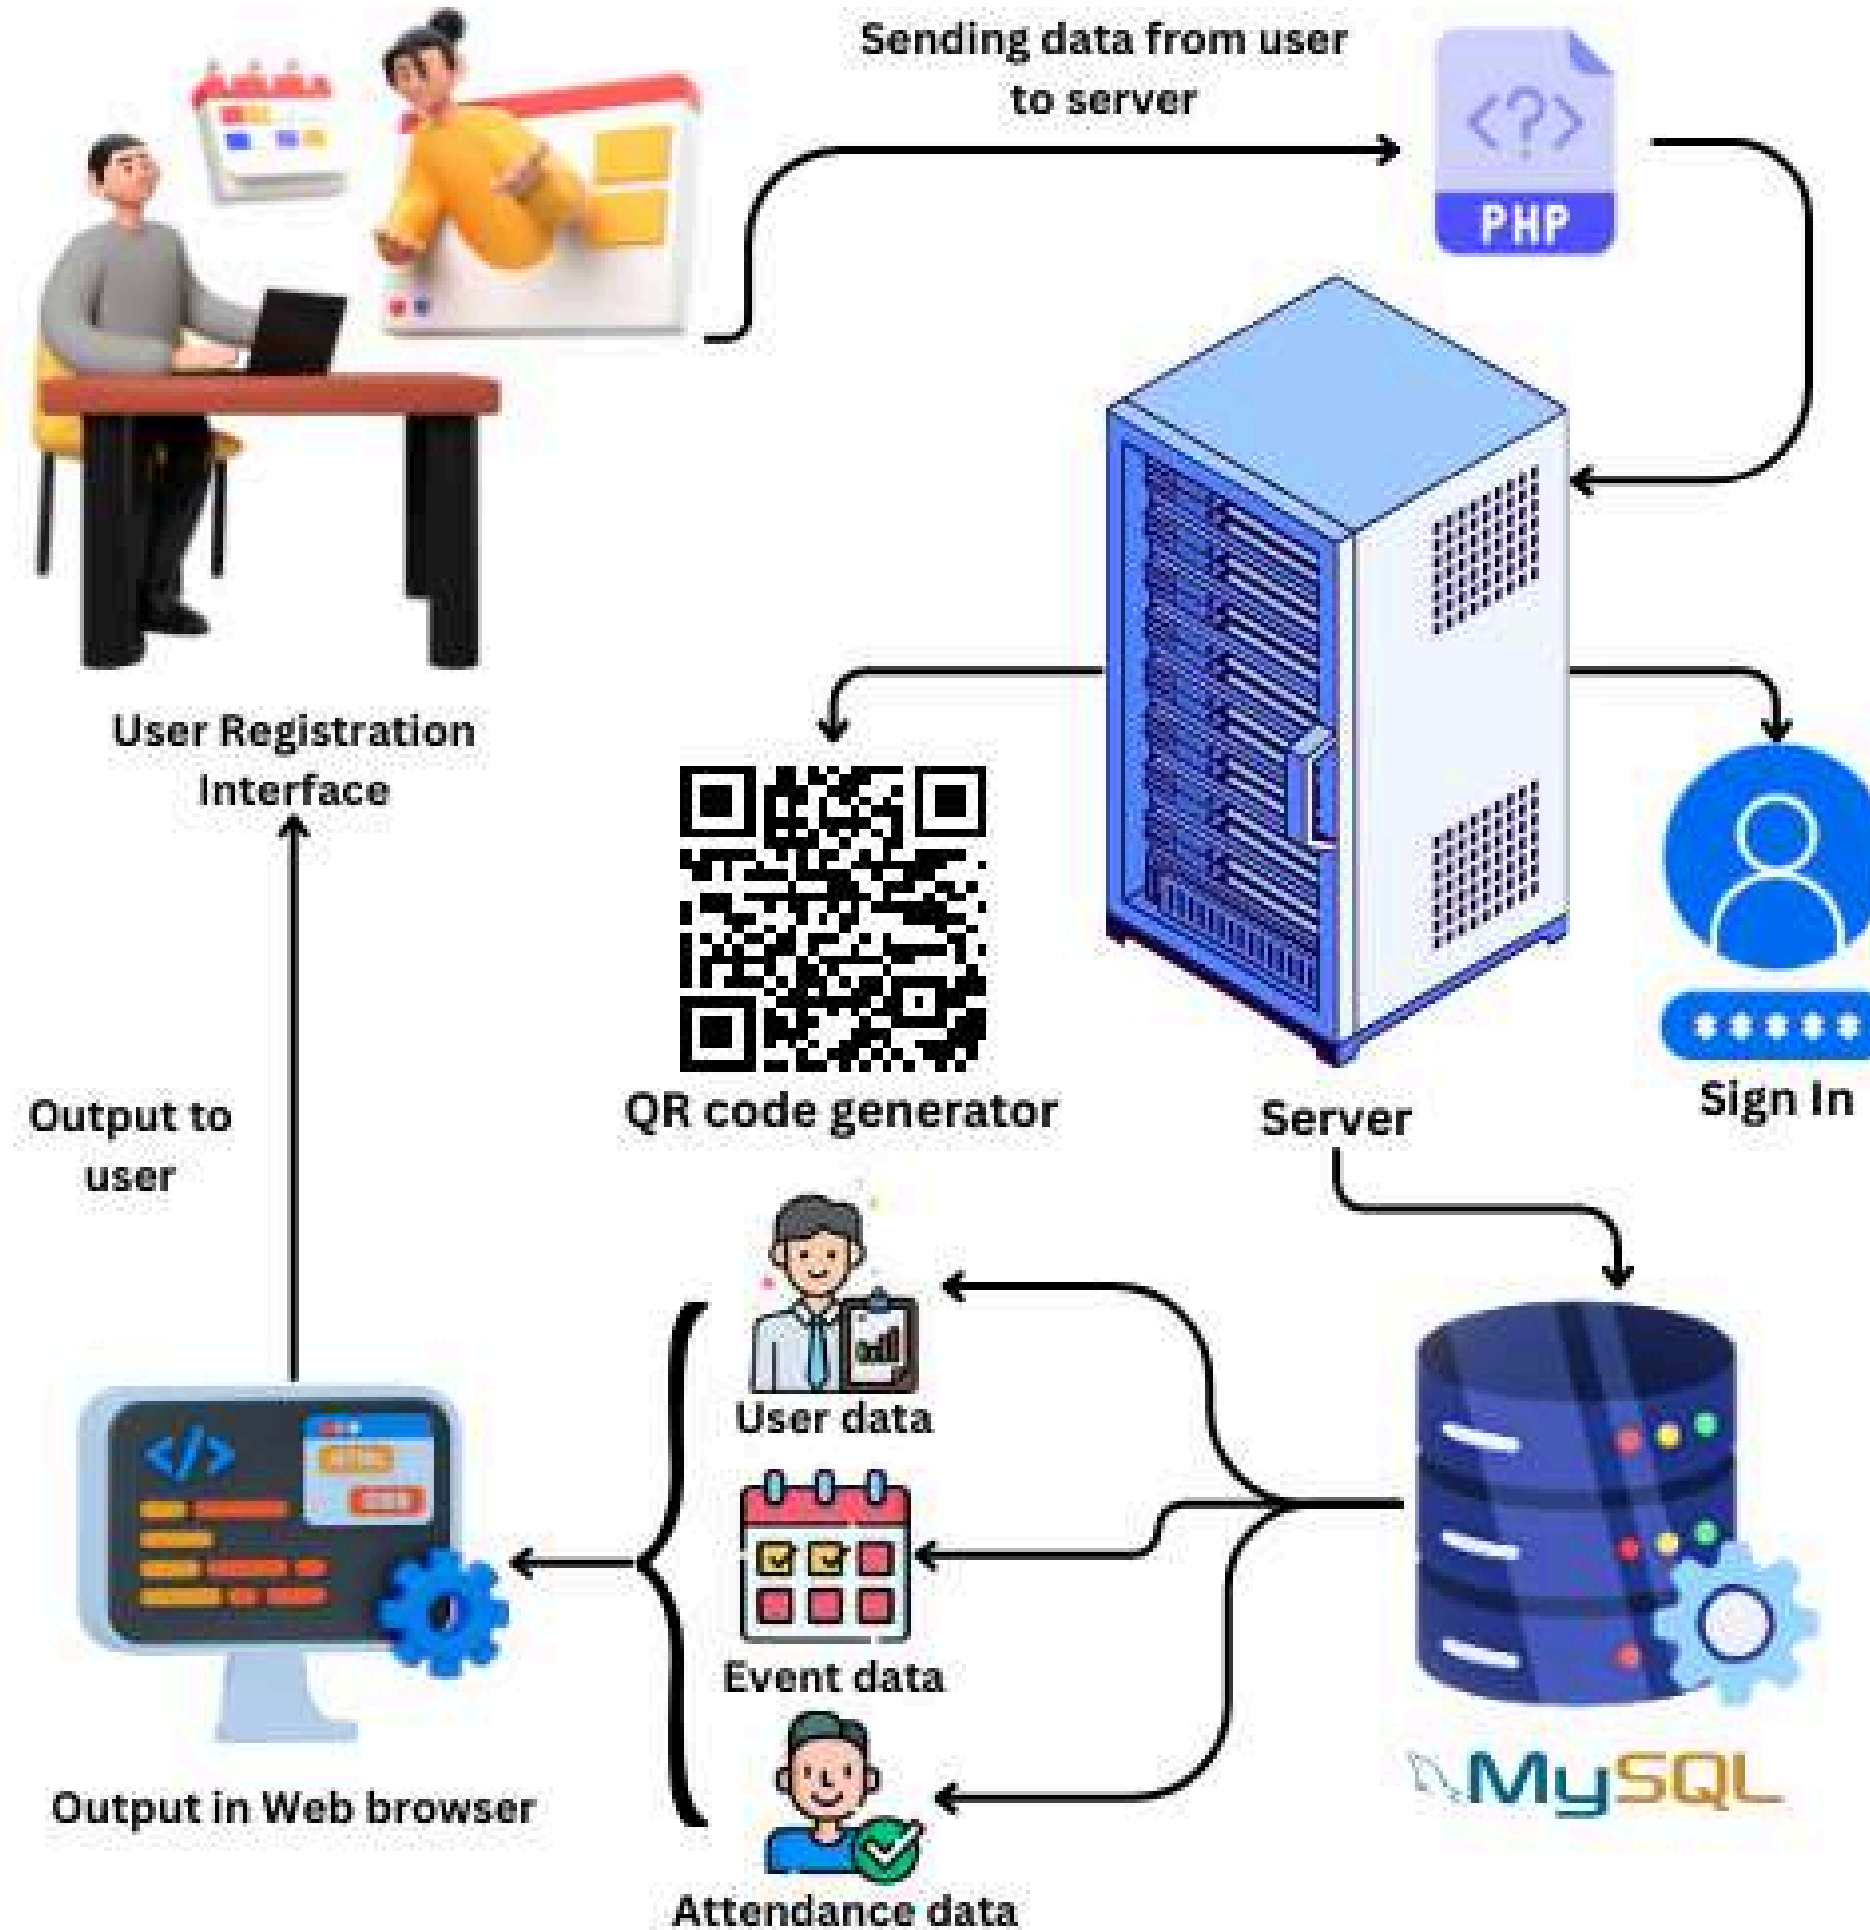 Sending data from user
to server
<?>
PHP
User Registration
Interface
QR code generator
Server
Sign In
Output to
user
User data
</>
Event data
MySQL
Output in Web browser
Attendance data